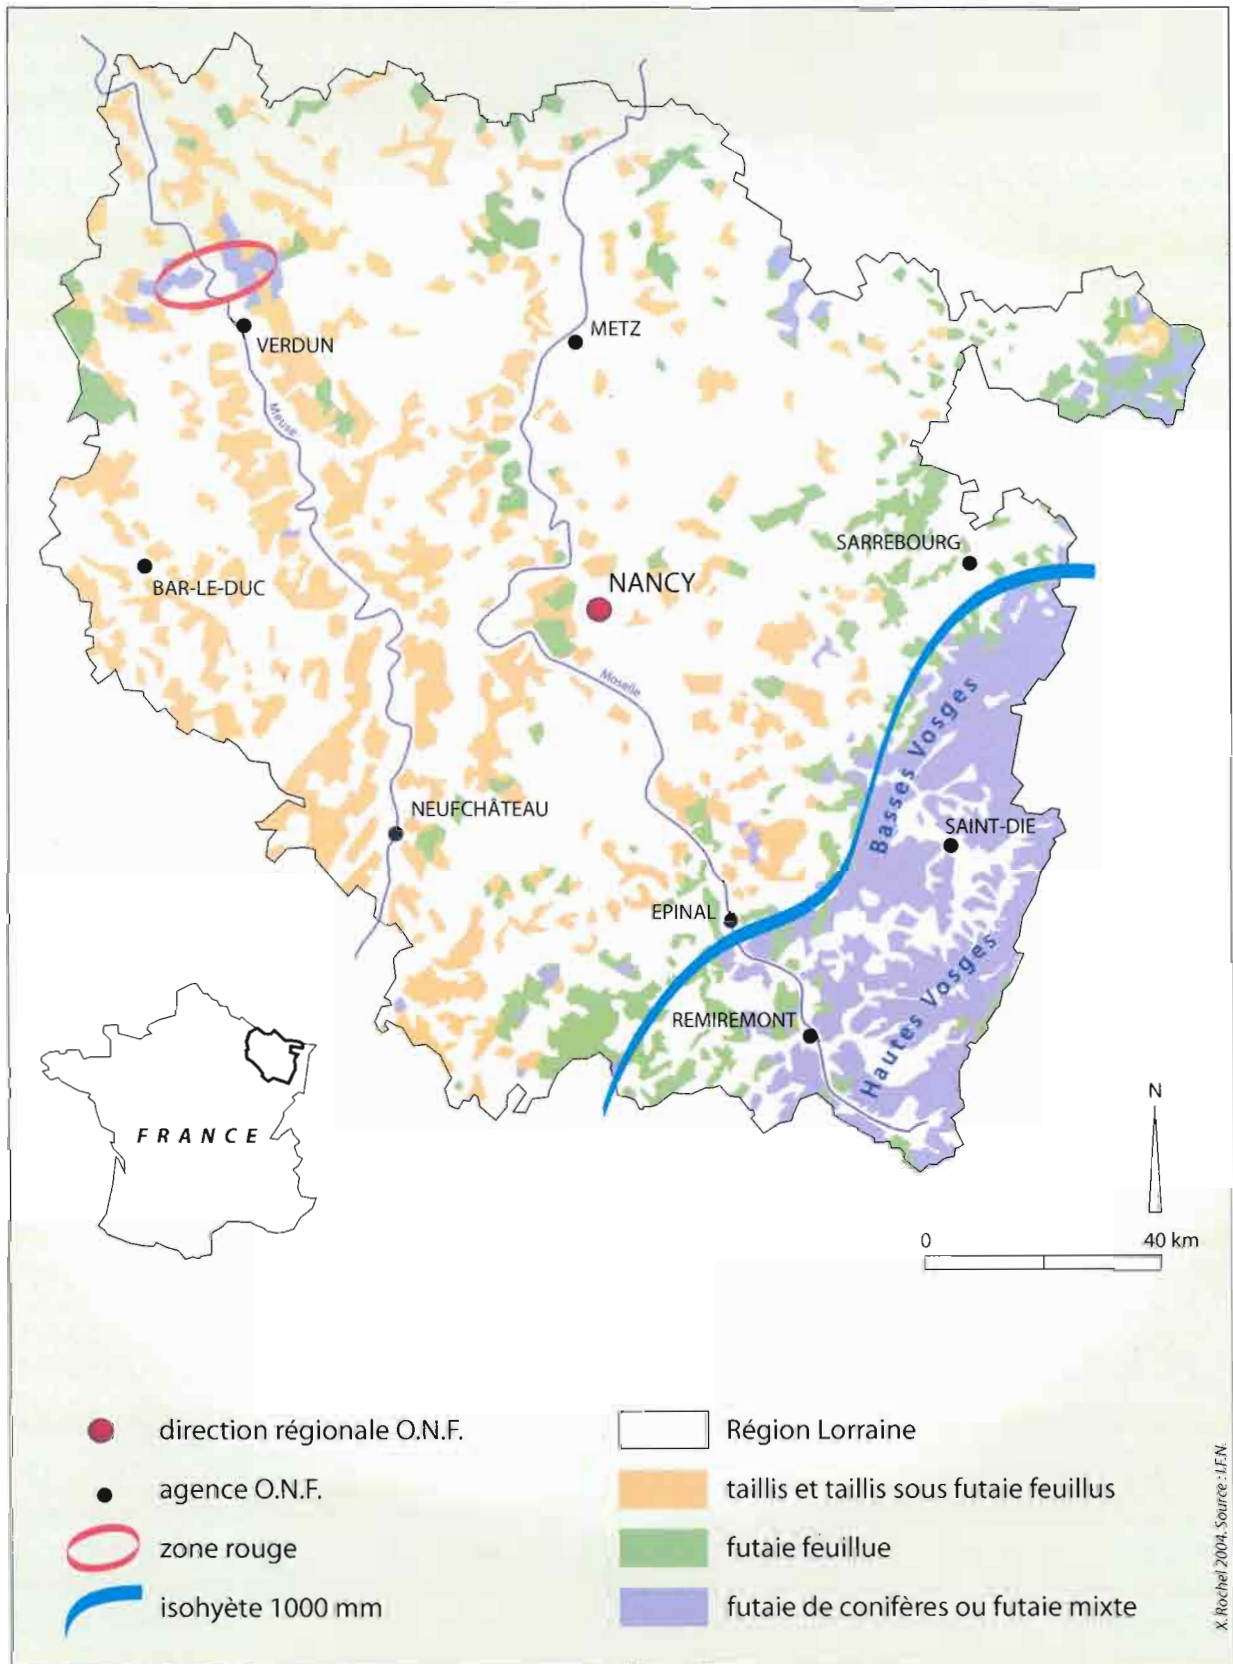 VERDUN
METZ
Meuse
SARREBOURG
BAR-LE-DUC
NANCY
Moselle
Basses Vosges
NEUFCHÂTEAU
SAINT-DIE
EPINAL
Hautes Vosges
REMIREMONT
FRANCE
N
0
40 km
direction régionale O.N.F.
agence O.N.F.
zone rouge
isohyète 1000 mm
Région Lorraine
taillis et taillis sous futaie feuillus
futaie feuillue
futaie de conifères ou futaie mixte
X. Rochel 2004. Source : I.F.N.